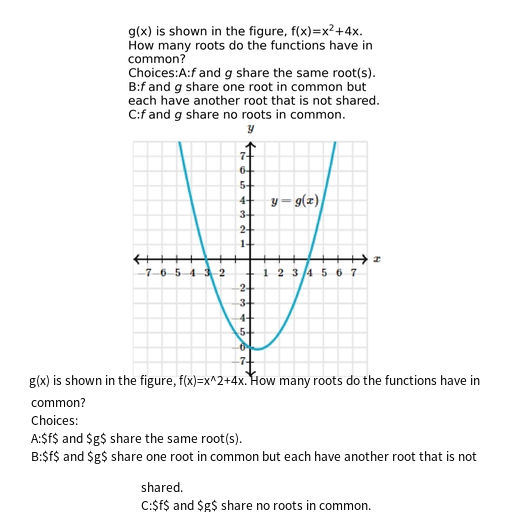 g(x) is shown in the figure, f(x)=x²+4x.
How many roots do the functions have in
common?
Choices:A:f and g share the same root(s).
B:f and g share one root in common but
each have another root that is not shared.
C:f and g share no roots in common.
y
7
6
5
4
y = g(x)
3
2
1
x
7 6 5 4 3 2 1 2 3 4 5 6 7
2
3
4
5
6
7
g(x) is shown in the figure, f(x)=x^2+4x. How many roots do the functions have in
common?
Choices:
A:$f$ and $g$ share the same root(s).
B:$f$ and $g$ share one root in common but each have another root that is not
shared.
C:$f$ and $g$ share no roots in common.